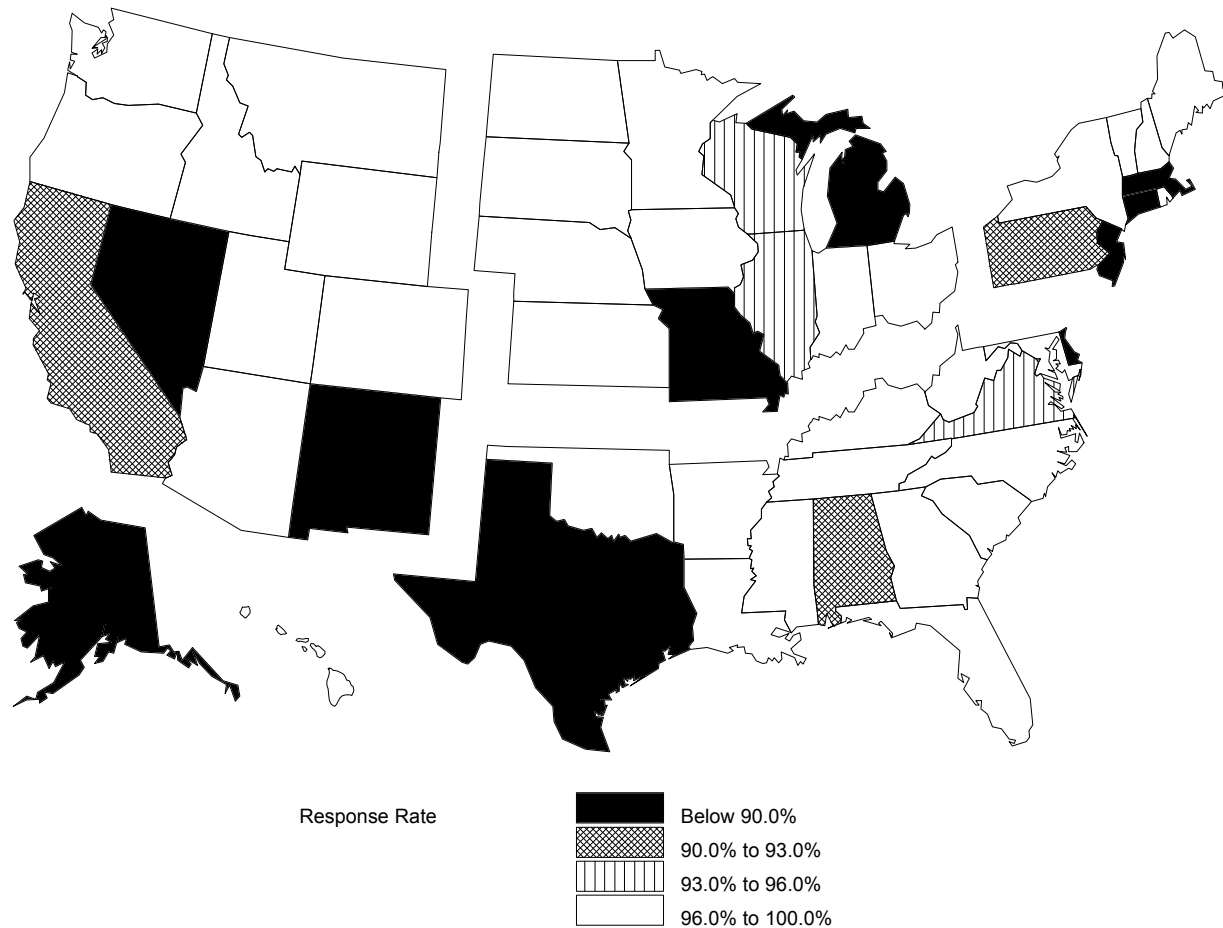 Response Rate
Below 90.0%
90.0% to 93.0%
93.0% to 96.0%
96.0% to 100.0%